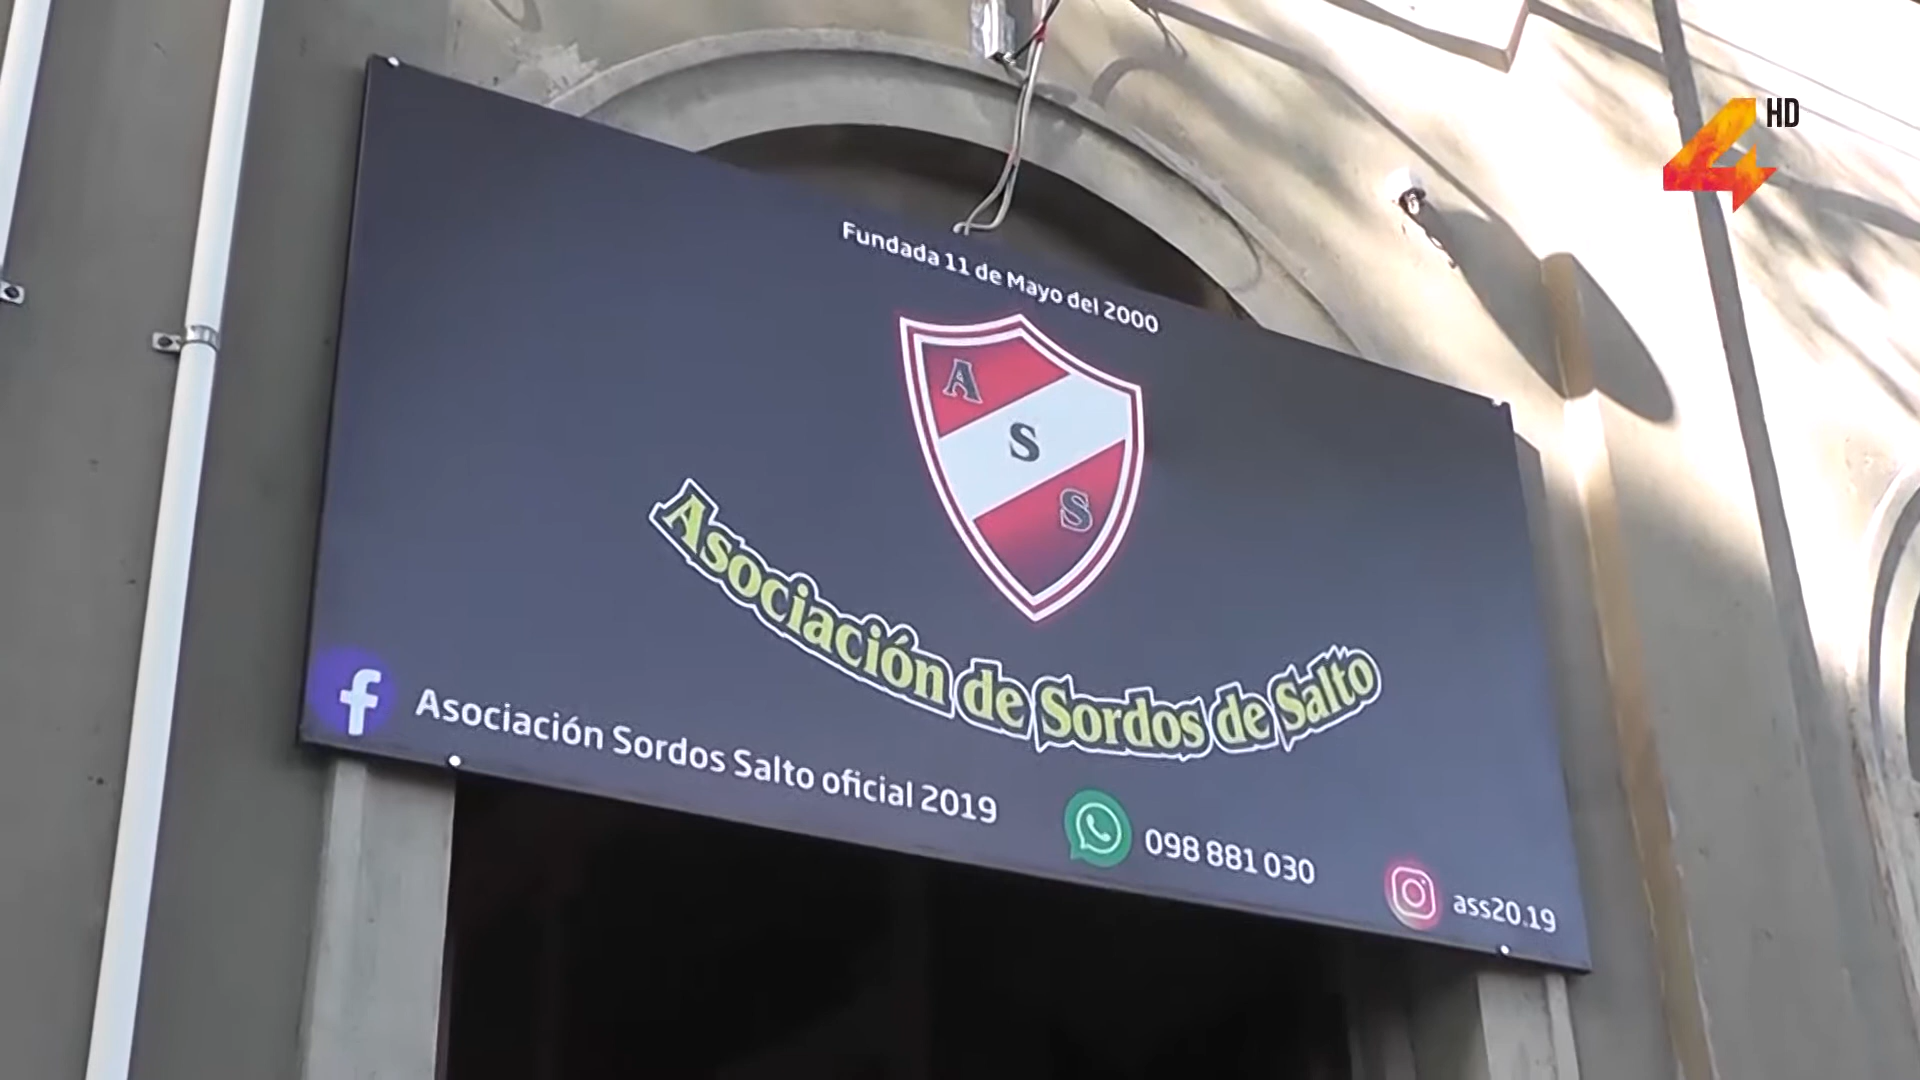 4 HD
Fundada 11 de Mayo del 2000
A
S
S
Asociación de Sordos de Salto
Asociación Sordos Salto oficial 2019
098 881 030
ass20.19